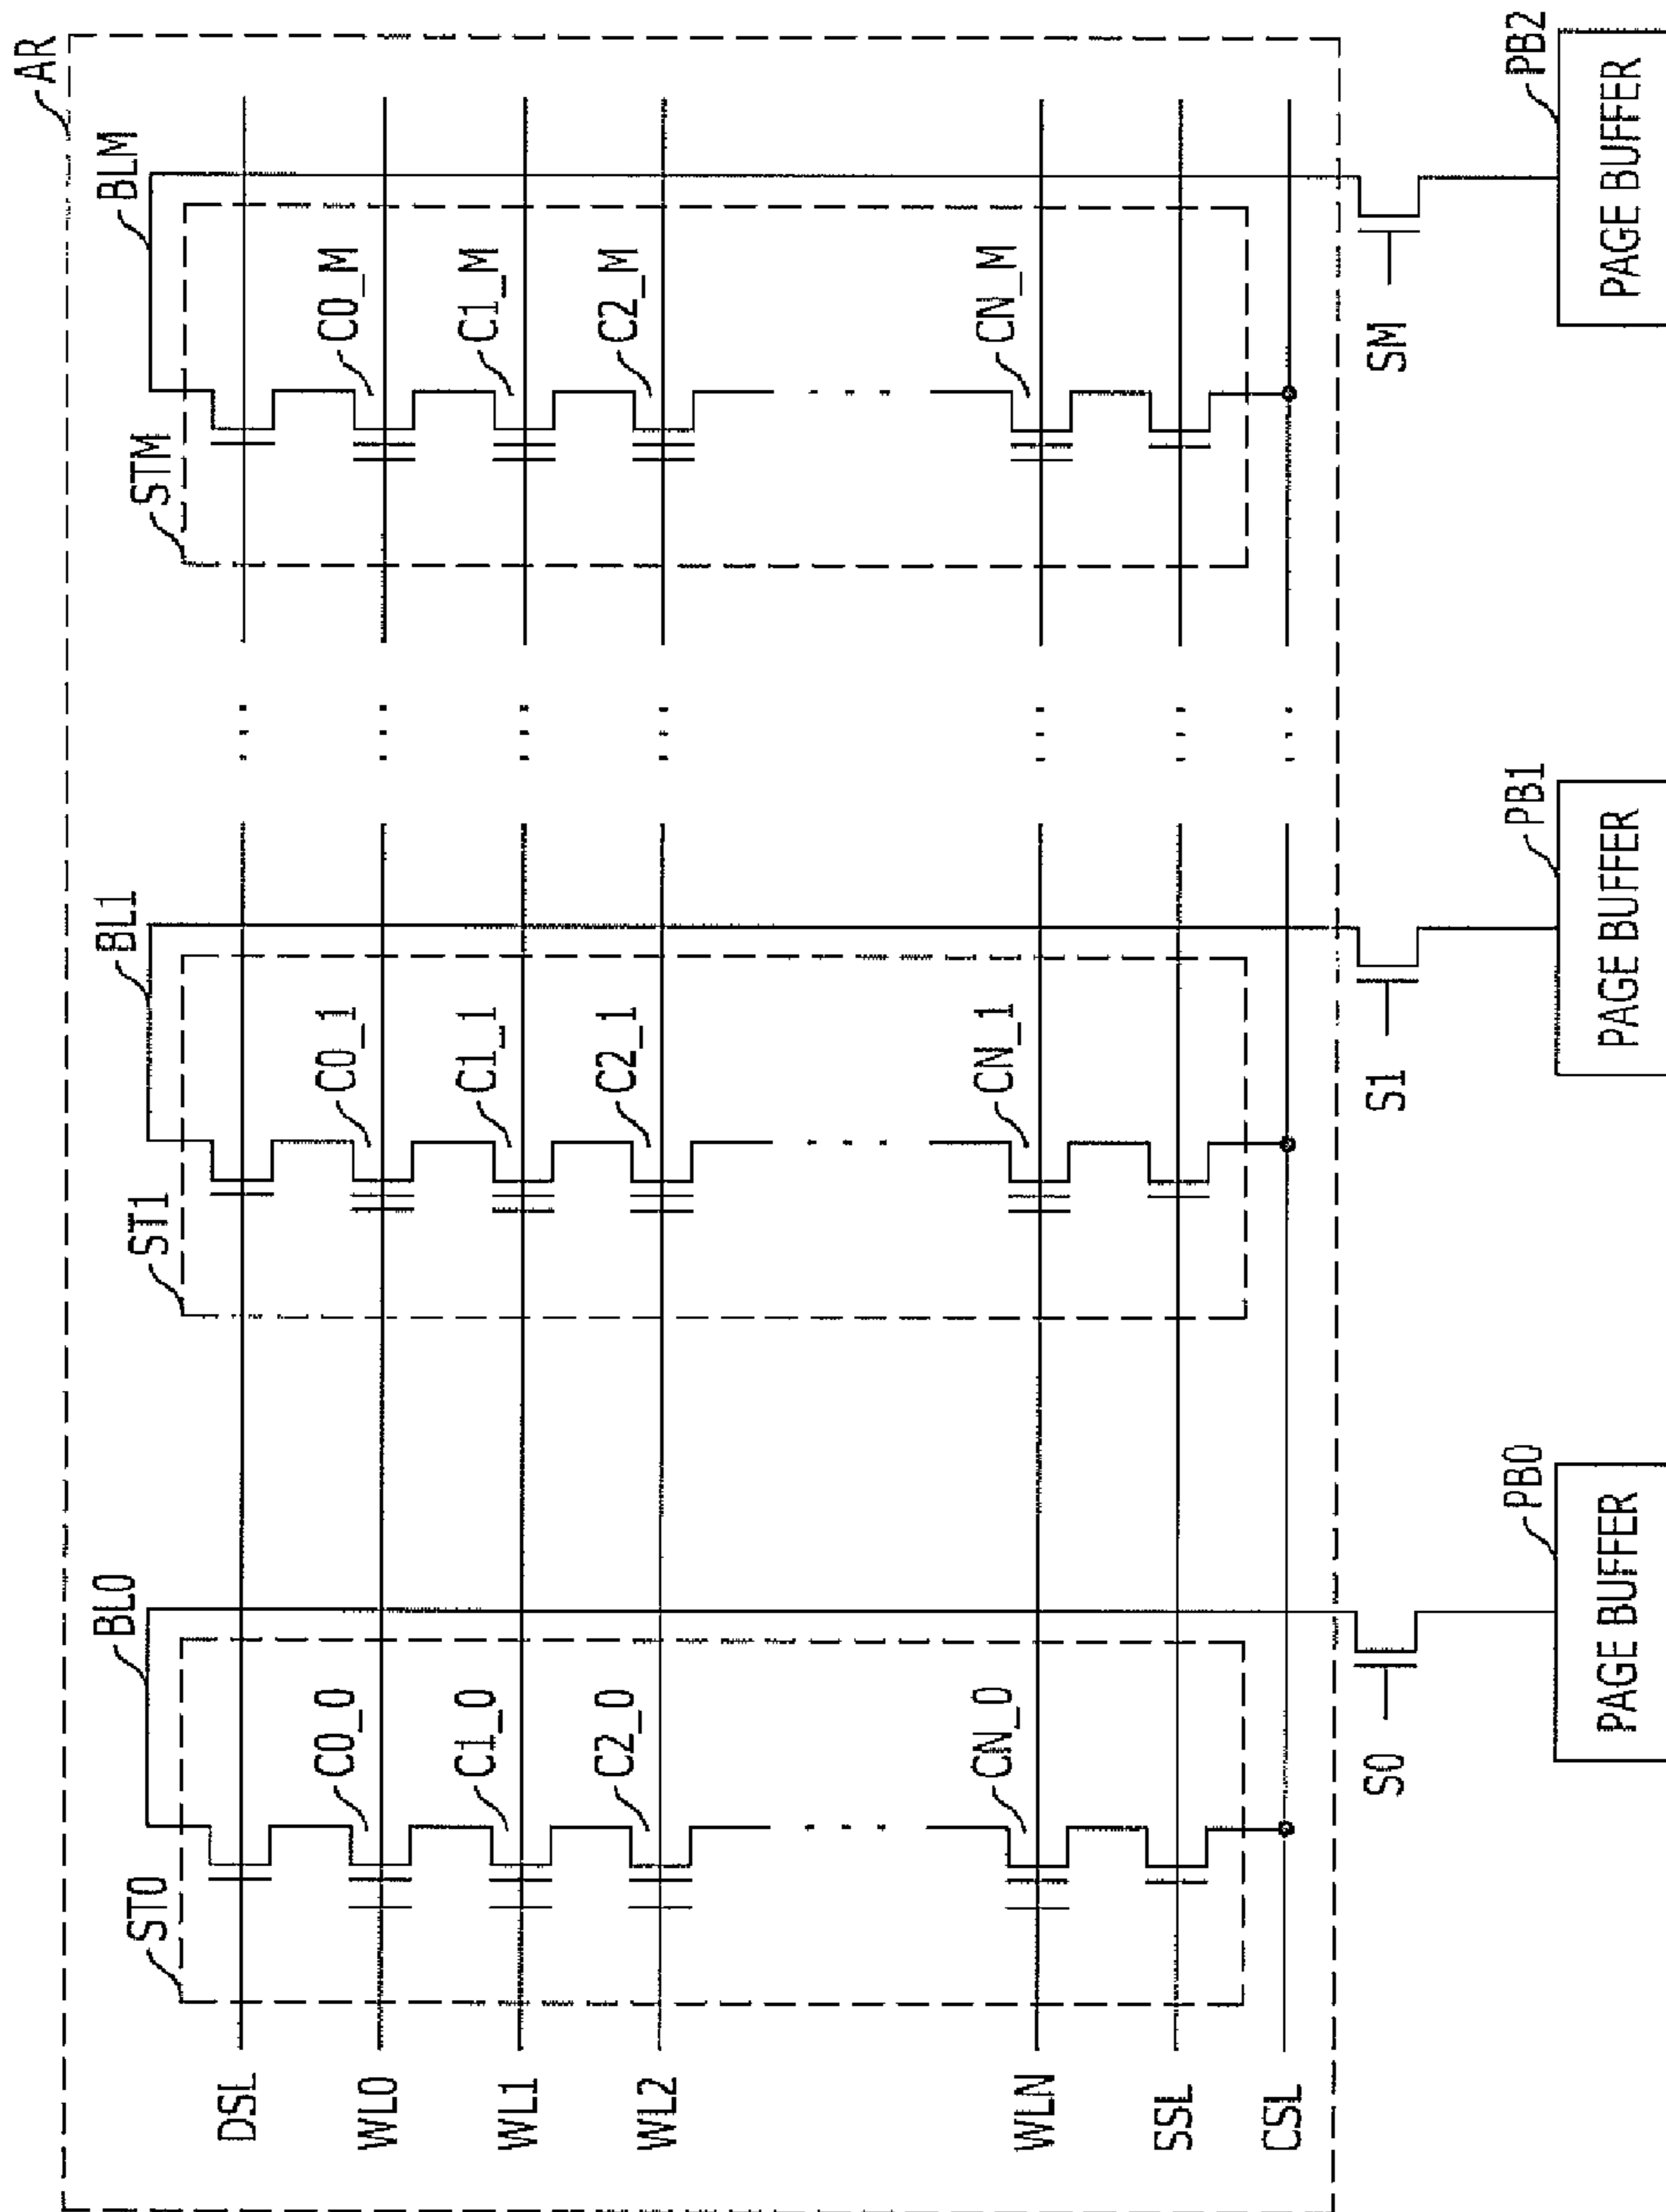 AR
BL0
BL1
BLM
ST0
ST1
STM
DSL
WL0
C0_0
C0_1
C0_M
WL1
C1_0
C1_1
C1_M
WL2
C2_0
C2_1
C2_M
WLN
CN_0
CN_1
CN_M
SSL
CSL
S0
S1
SM
PB0
PB1
PB2
PAGE BUFFER
PAGE BUFFER
PAGE BUFFER